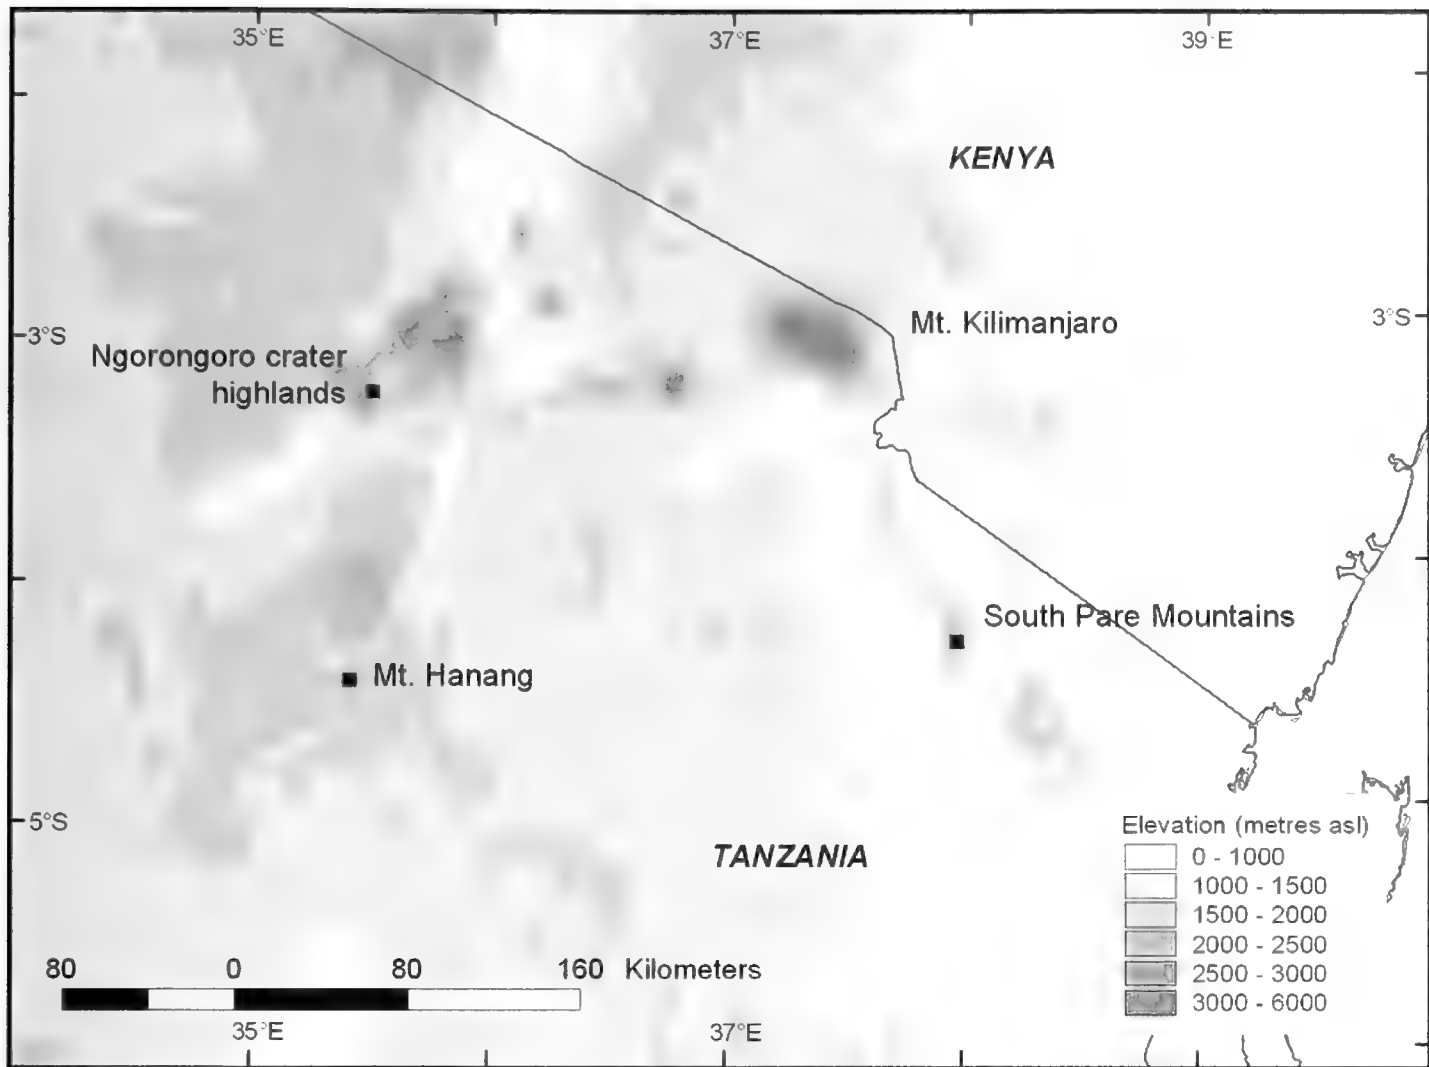 35°E
37°E
39°E
KENYA
3°S
3°S
Mt. Kilimanjaro
Ngorongoro crater
highlands
South Pare Mountains
Mt. Hanang
5°S
TANZANIA
Elevation (metres asl)
0 - 1000
1000 - 1500
1500 - 2000
2000 - 2500
2500 - 3000
3000 - 6000
80 0 80 160 Kilometers
35°E
37°E